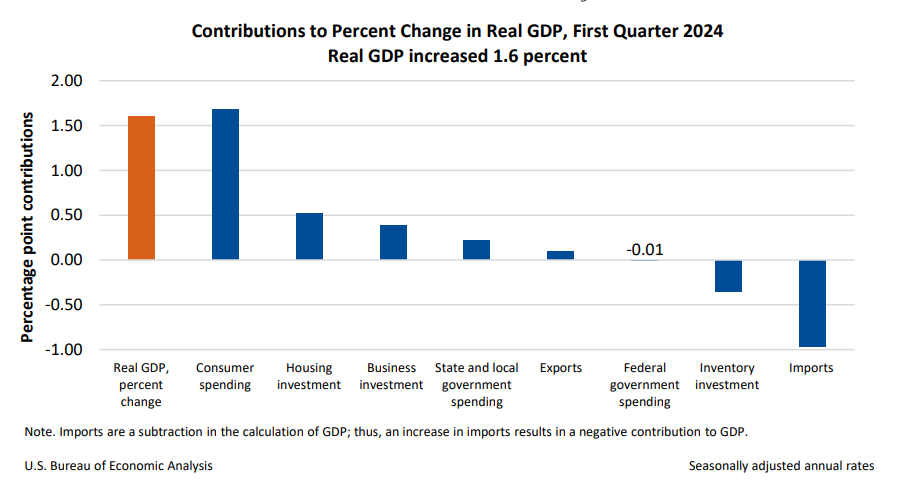 Contributions to Percent Change in Real GDP, First Quarter 2024
Real GDP increased 1.6 percent
Percentage point contributions
2.00
1.50
1.00
0.50
0.00
-0.50
-1.00
-0.01
Real GDP,
percent
change
Consumer
spending
Housing
investment
Business
investment
State and local
government
spending
Exports
Federal
government
spending
Inventory
investment
Imports
Note. Imports are a subtraction in the calculation of GDP; thus, an increase in imports results in a negative contribution to GDP.
U.S. Bureau of Economic Analysis
Seasonally adjusted annual rates